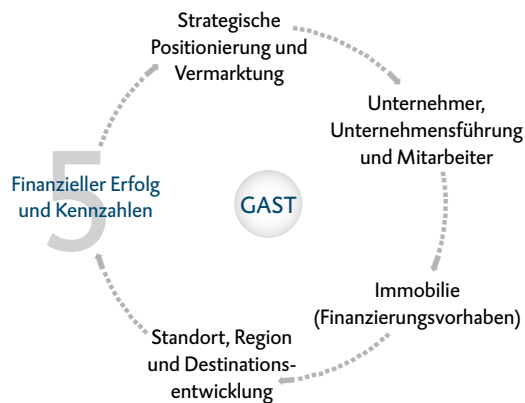 Strategische
Positionierung und
Vermarktung
Unternehmer,
Unternehmensführung
und Mitarbeiter
Immobilie
(Finanzierungsvorhaben)
Standort, Region
und Destinations-
entwicklung
5
Finanzieller Erfolg
und Kennzahlen
GAST